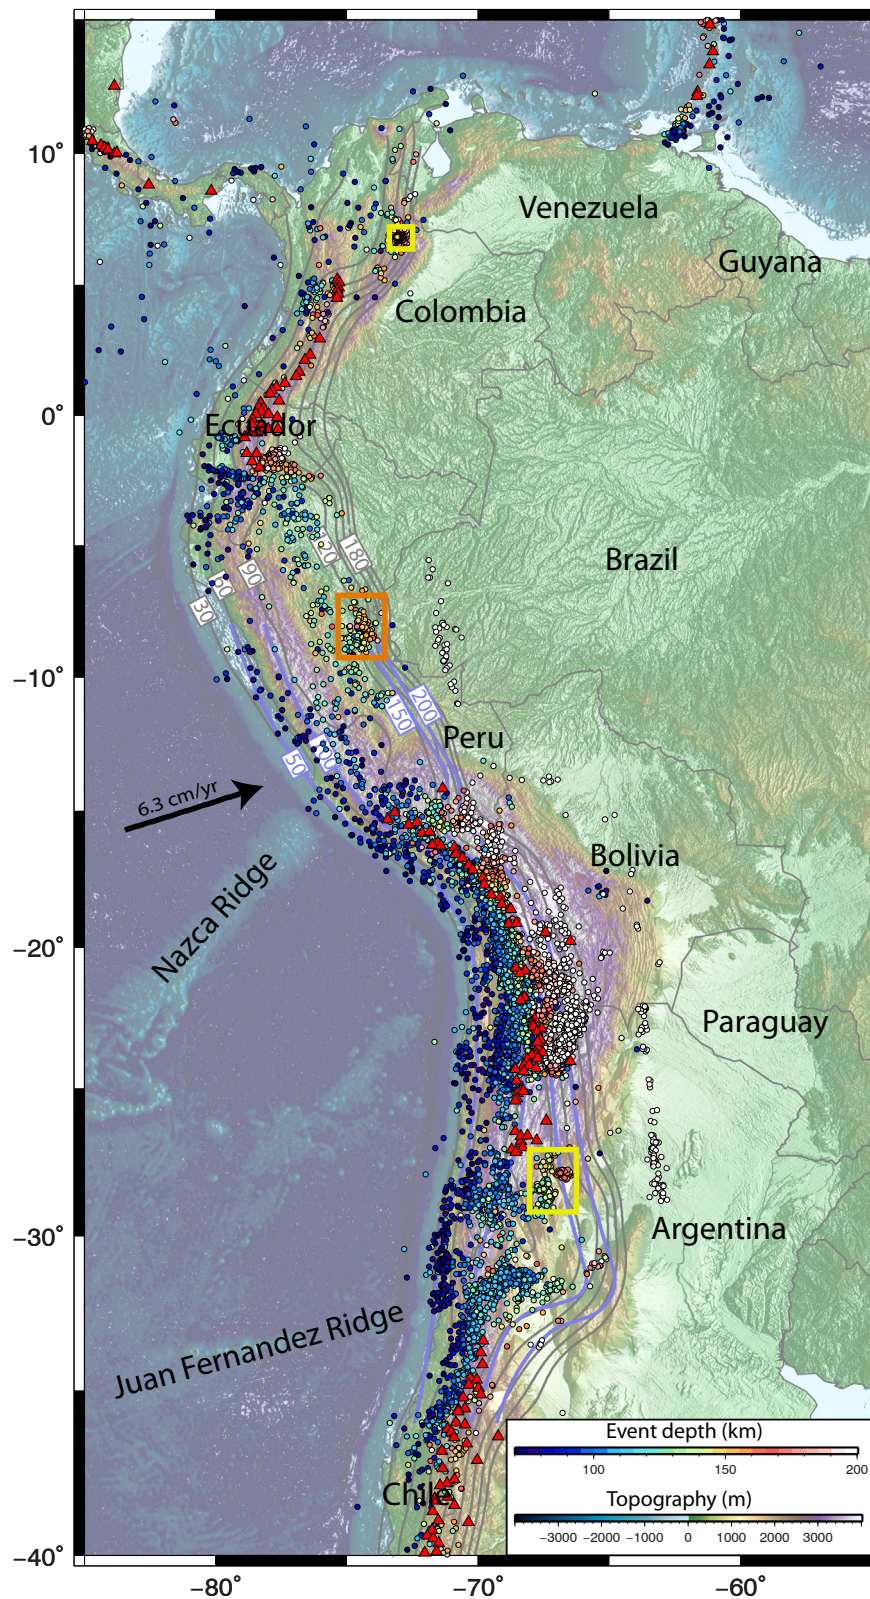 10°
Venezuela
Guyana
Colombia
0°
Ecuador
Brazil
120
180
60
90
30
−10°
200
150
Peru
50
6.3 cm/yr
Bolivia
Nazca Ridge
−20°
Paraguay
Argentina
−30°
Juan Fernandez Ridge
Event depth (km)
100
150
200
Chile
Topography (m)
−3000
−2000
−1000
0
1000
2000
3000
−40°
−80°
−70°
−60°